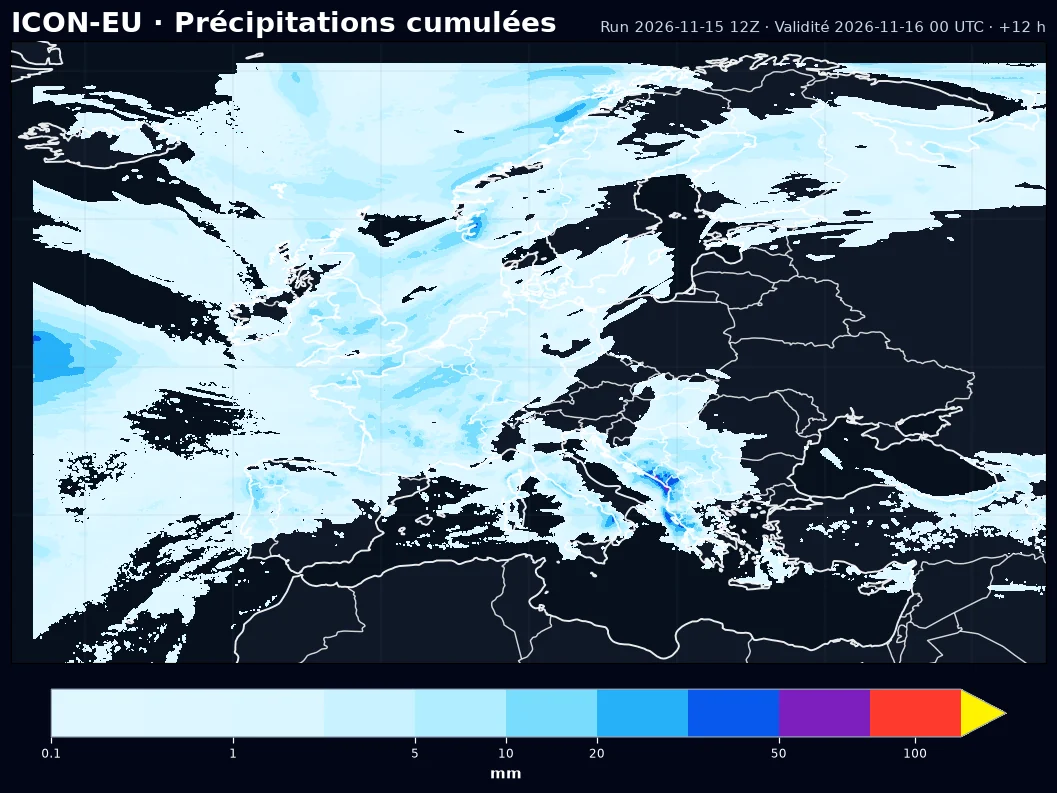 ICON-EU · Précipitations cumulées
Run 2026-11-15 12Z · Validité 2026-11-16 00 UTC · +12 h
0.1 1 5 10 20 50 100
mm